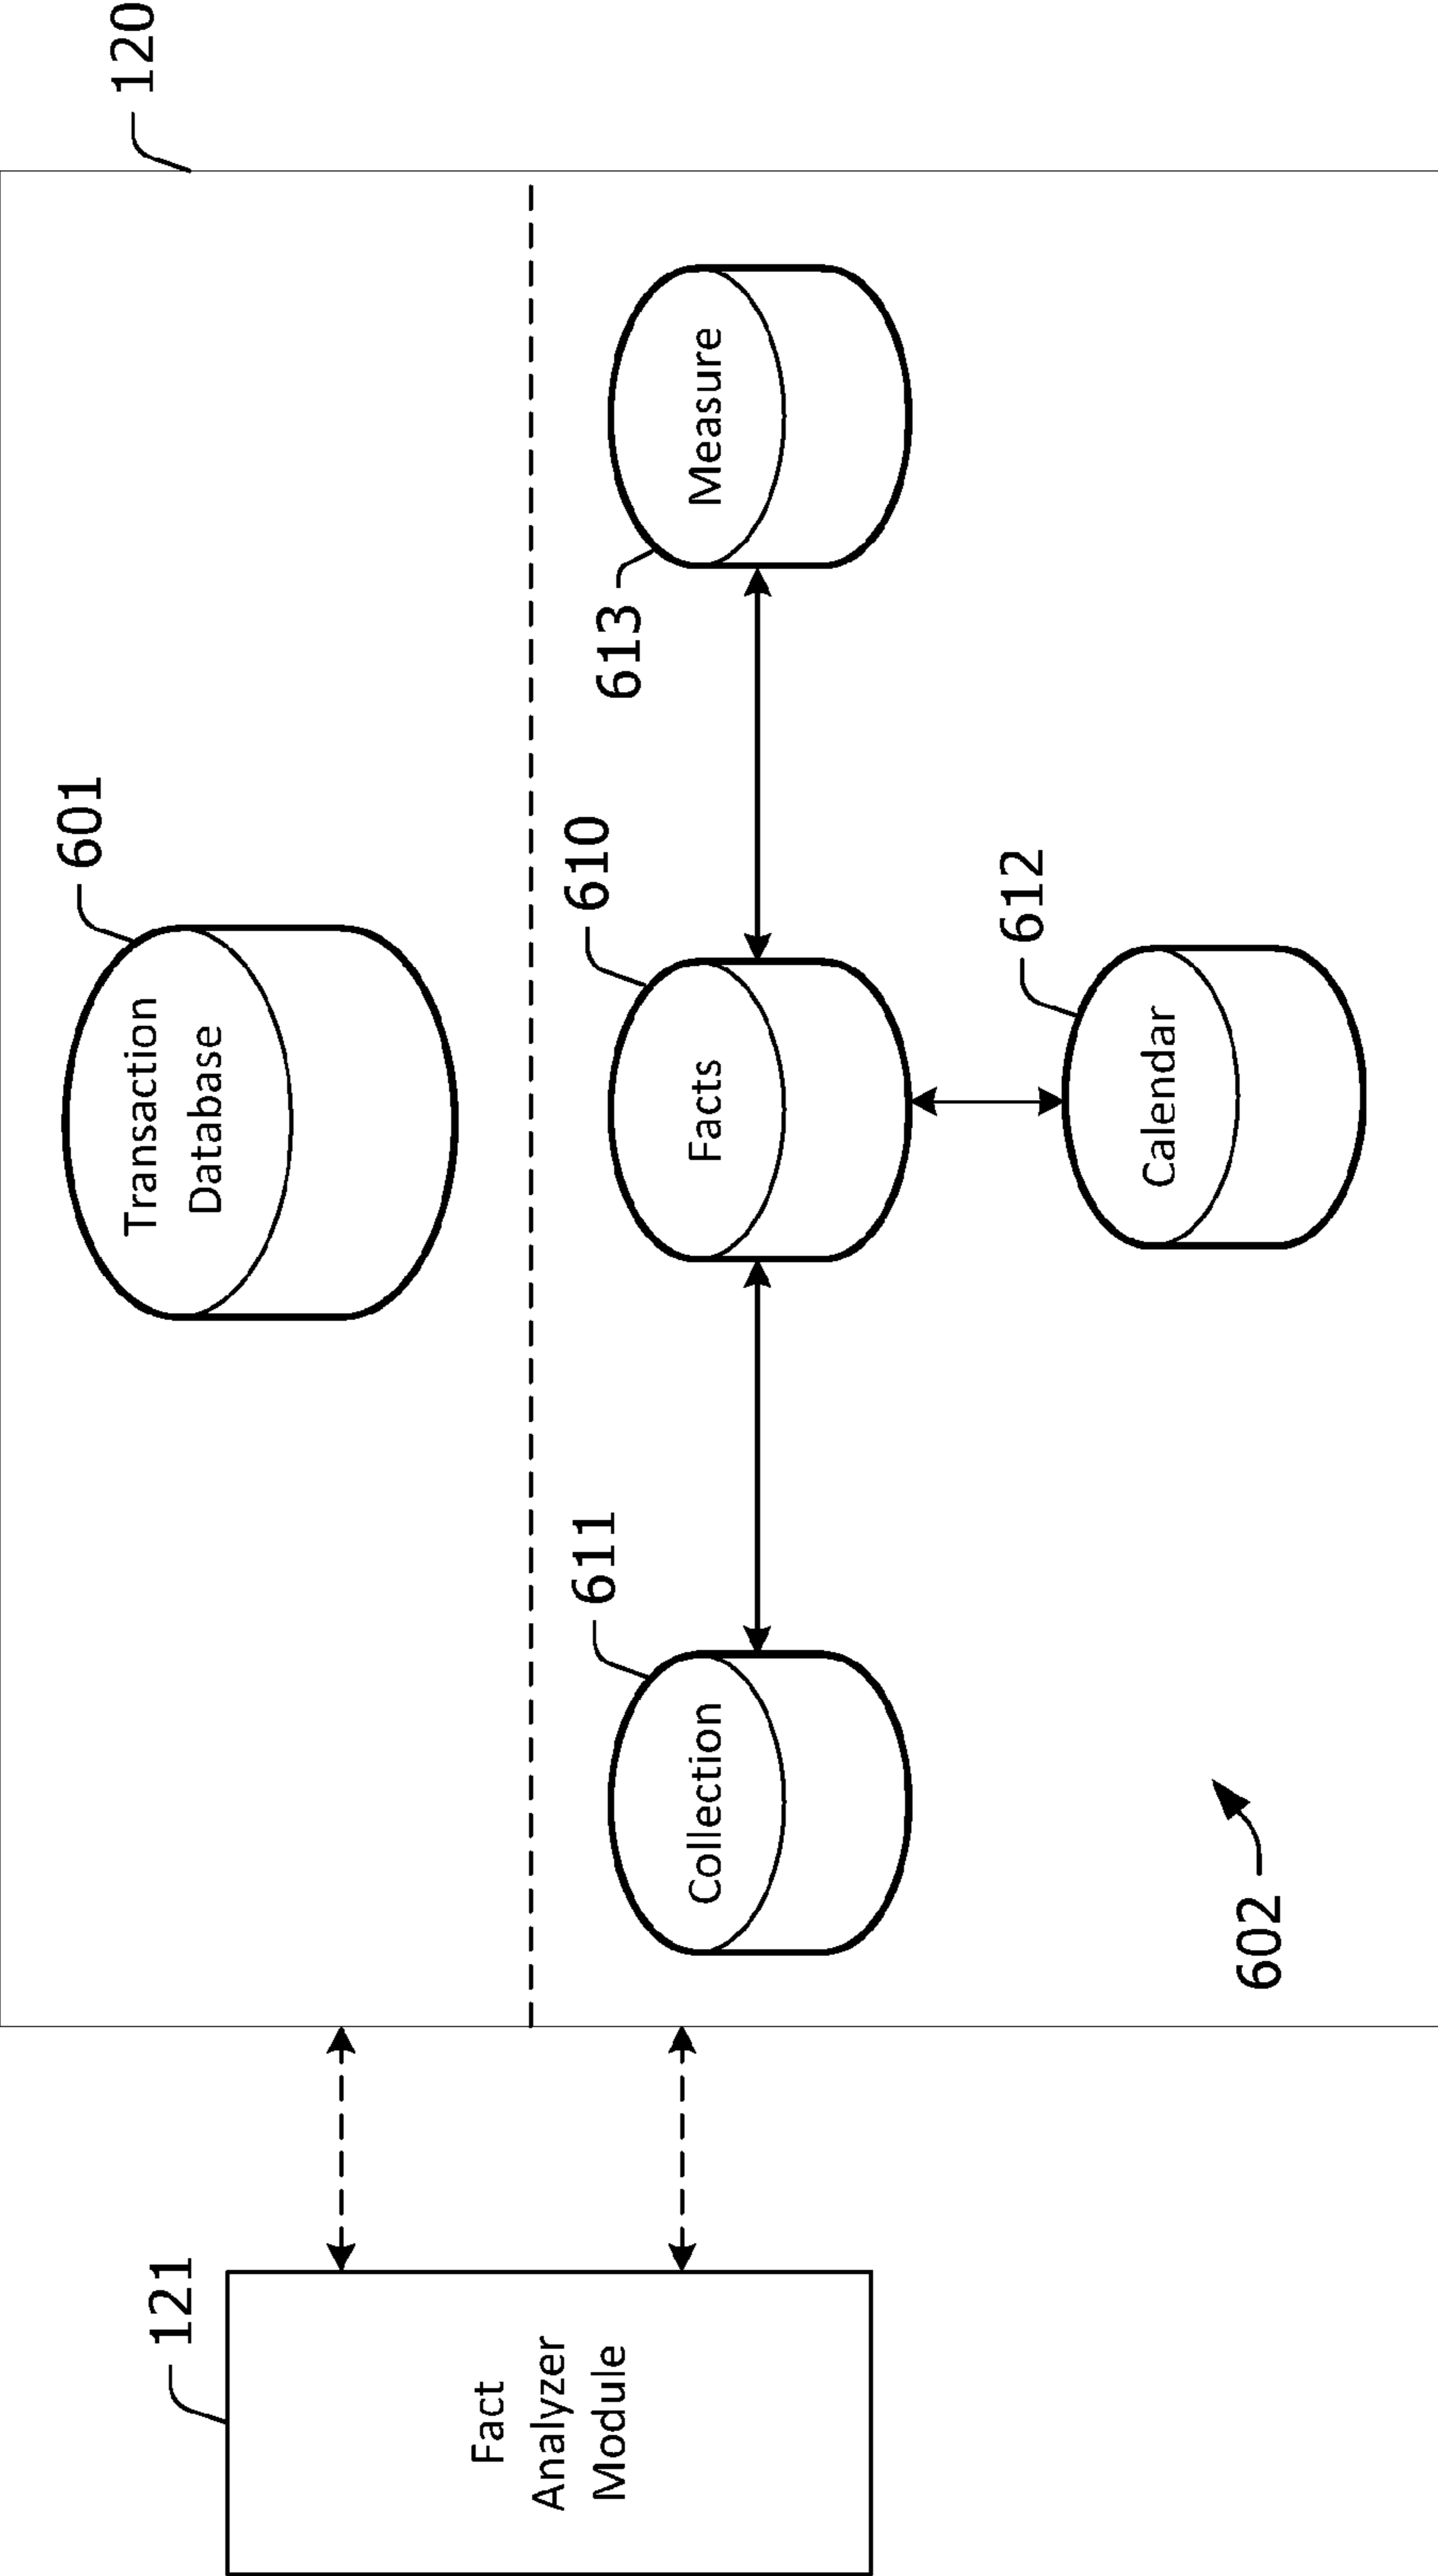 120
601
Transaction
Database
121
Fact
Analyzer
Module
611
Collection
610
Facts
613
Measure
612
Calendar
602